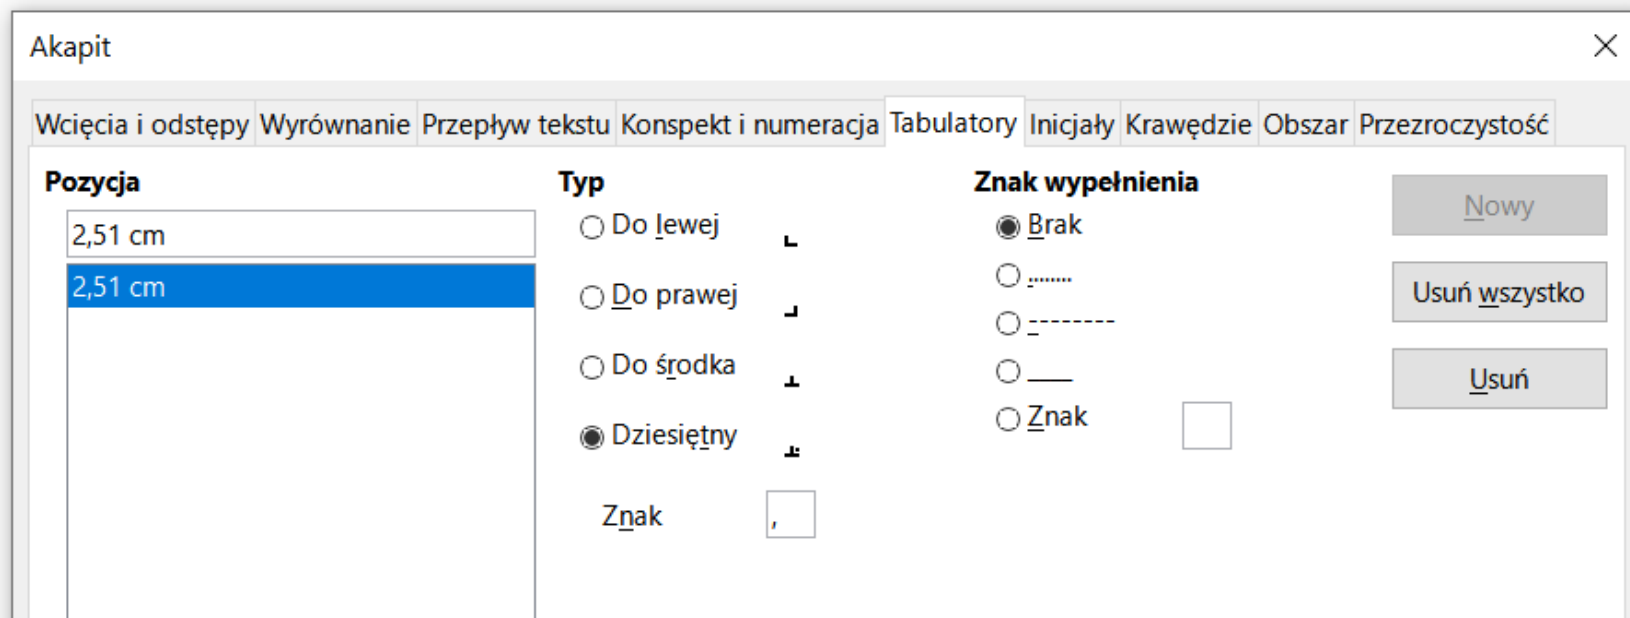 Akapit
Wcięcia i odstępy Wyrównanie Przepływ tekstu Konspekt i numeracja Tabulatory Inicjały Krawędzie Obszar Przezroczystość
Pozycja
2,51 cm
2,51 cm
Typ
Do lewej
Do prawej
Do środka
Dziesiętny
Znak ,
Znak wypełnienia
Brak
........
--------
____
Znak
Nowy
Usuń wszystko
Usuń